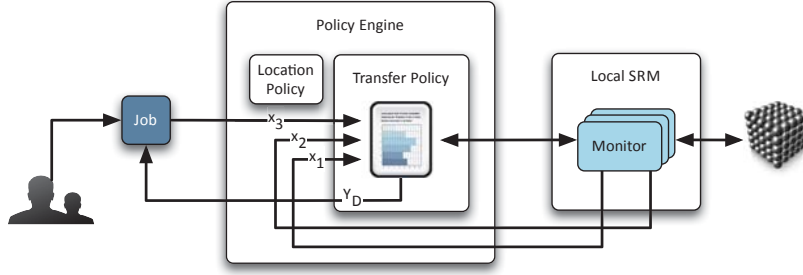 Policy Engine
Location
Policy
Transfer Policy
Local SRM
Job
x3
x2
x1
Monitor
YD